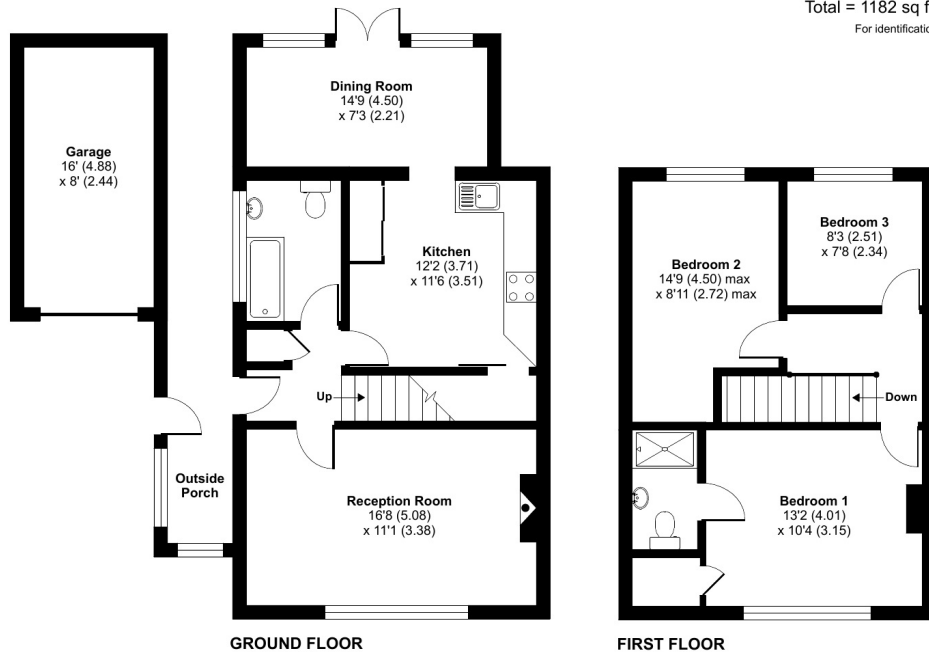 Total = 1182 sq f
For identificatio
Dining Room
14'9 (4.50)
x 7'3 (2.21)
Garage
16' (4.88)
x 8' (2.44)
Kitchen
12'2 (3.71)
x 11'6 (3.51)
Bedroom 3
8'3 (2.51)
x 7'8 (2.34)
Bedroom 2
14'9 (4.50) max
x 8'11 (2.72) max
Up
Down
Outside
Porch
Reception Room
16'8 (5.08)
x 11'1 (3.38)
Bedroom 1
13'2 (4.01)
x 10'4 (3.15)
GROUND FLOOR
FIRST FLOOR